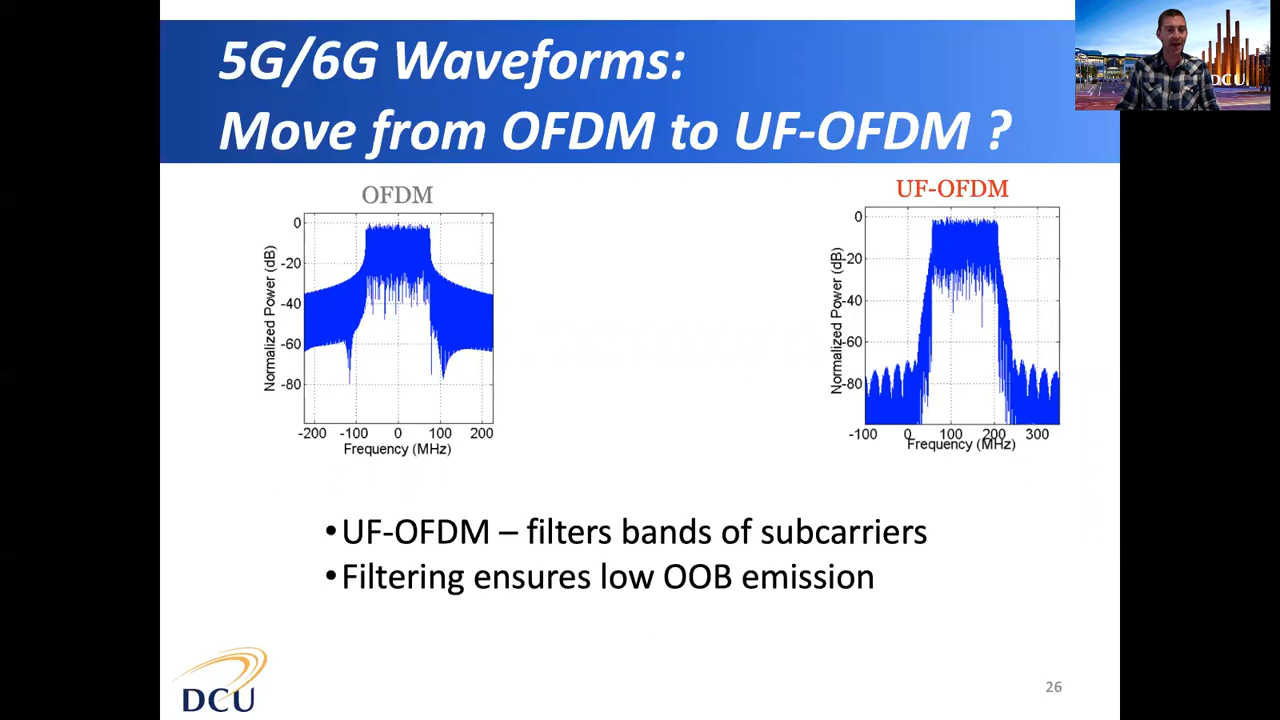 5G/6G Waveforms:
Move from OFDM to UF-OFDM ?
OFDM
0
-20
-40
-60
-80
Normalized Power (dB)
-200 -100 0 100 200
Frequency (MHz)
UF-OFDM
0
-20
-40
-60
-80
Normalized Power (dB)
-100 0 100 200 300
Frequency (MHz)
•UF-OFDM – filters bands of subcarriers
•Filtering ensures low OOB emission
DCU
26
DCU